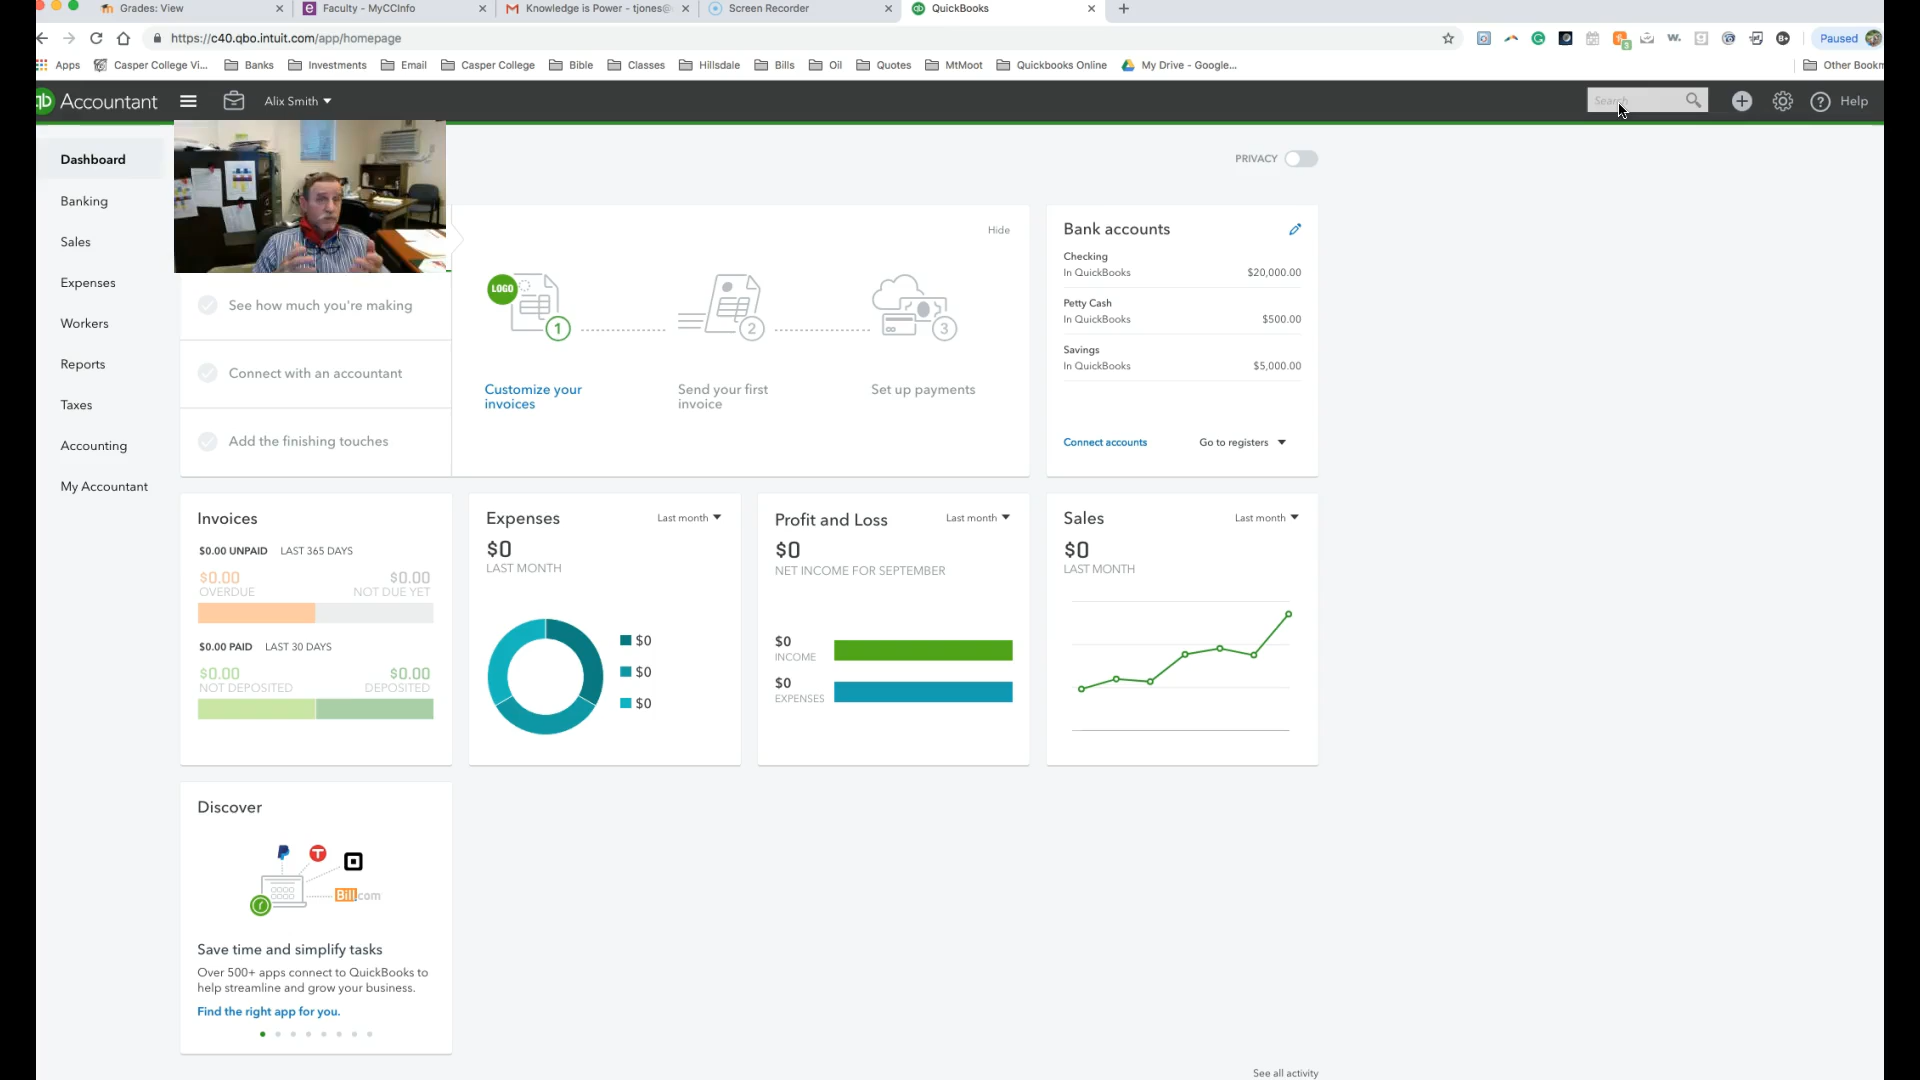 Grades: View
Faculty - MyCCInfo
Knowledge is Power - tjones@
Screen Recorder
QuickBooks
https://c40.qbo.intuit.com/app/homepage
Paused
Apps
Casper College Vi...
Banks
Investments
Email
Casper College
Bible
Classes
Hillsdale
Bills
Oil
Quotes
MtMoot
Quickbooks Online
My Drive - Google...
Other Bookm
qb Accountant
Alix Smith
Search
Help
Dashboard
Banking
Sales
Expenses
Workers
Reports
Taxes
Accounting
My Accountant
PRIVACY
Hide
See how much you're making
Connect with an accountant
Add the finishing touches
LOGO
1
2
3
Customize your
invoices
Send your first
invoice
Set up payments
Bank accounts
Checking
In QuickBooks $20,000.00
Petty Cash
In QuickBooks $500.00
Savings
In QuickBooks $5,000.00
Connect accounts Go to registers
Invoices
$0.00 UNPAID LAST 365 DAYS
$0.00 $0.00
OVERDUE NOT DUE YET
$0.00 PAID LAST 30 DAYS
$0.00 $0.00
NOT DEPOSITED DEPOSITED
Expenses Last month
$0
LAST MONTH
$0
$0
$0
Profit and Loss Last month
$0
NET INCOME FOR SEPTEMBER
$0
INCOME
$0
EXPENSES
Sales Last month
$0
LAST MONTH
Discover
Bill.com
Save time and simplify tasks
Over 500+ apps connect to QuickBooks to
help streamline and grow your business.
Find the right app for you.
See all activity